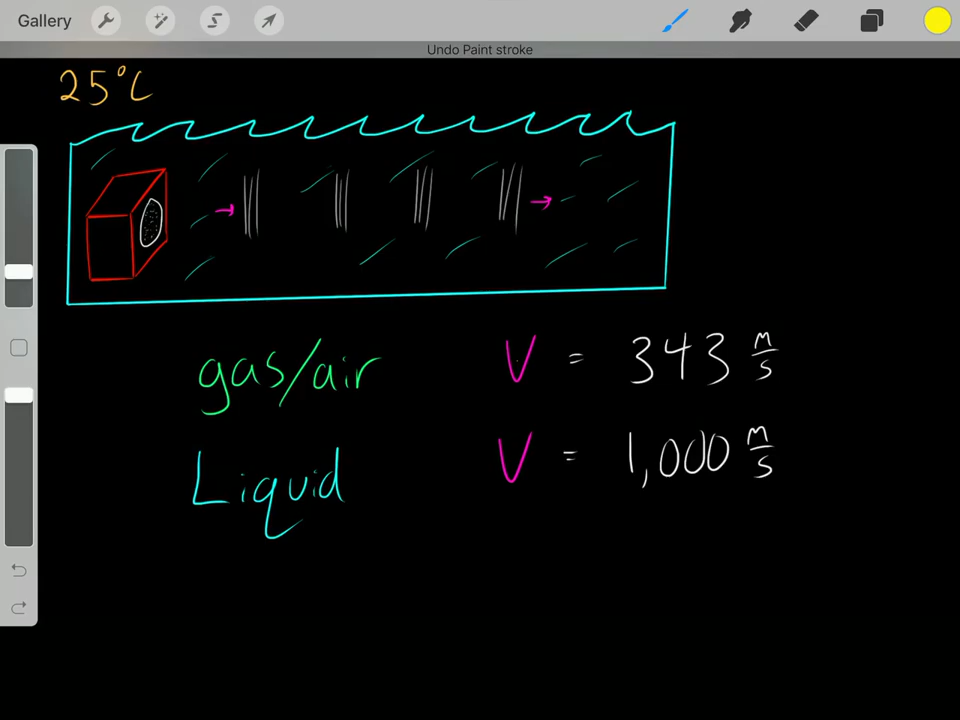 Gallery
Undo Paint stroke
25°C
gas/air V = 343 m/s
Liquid V = 1,000 m/s